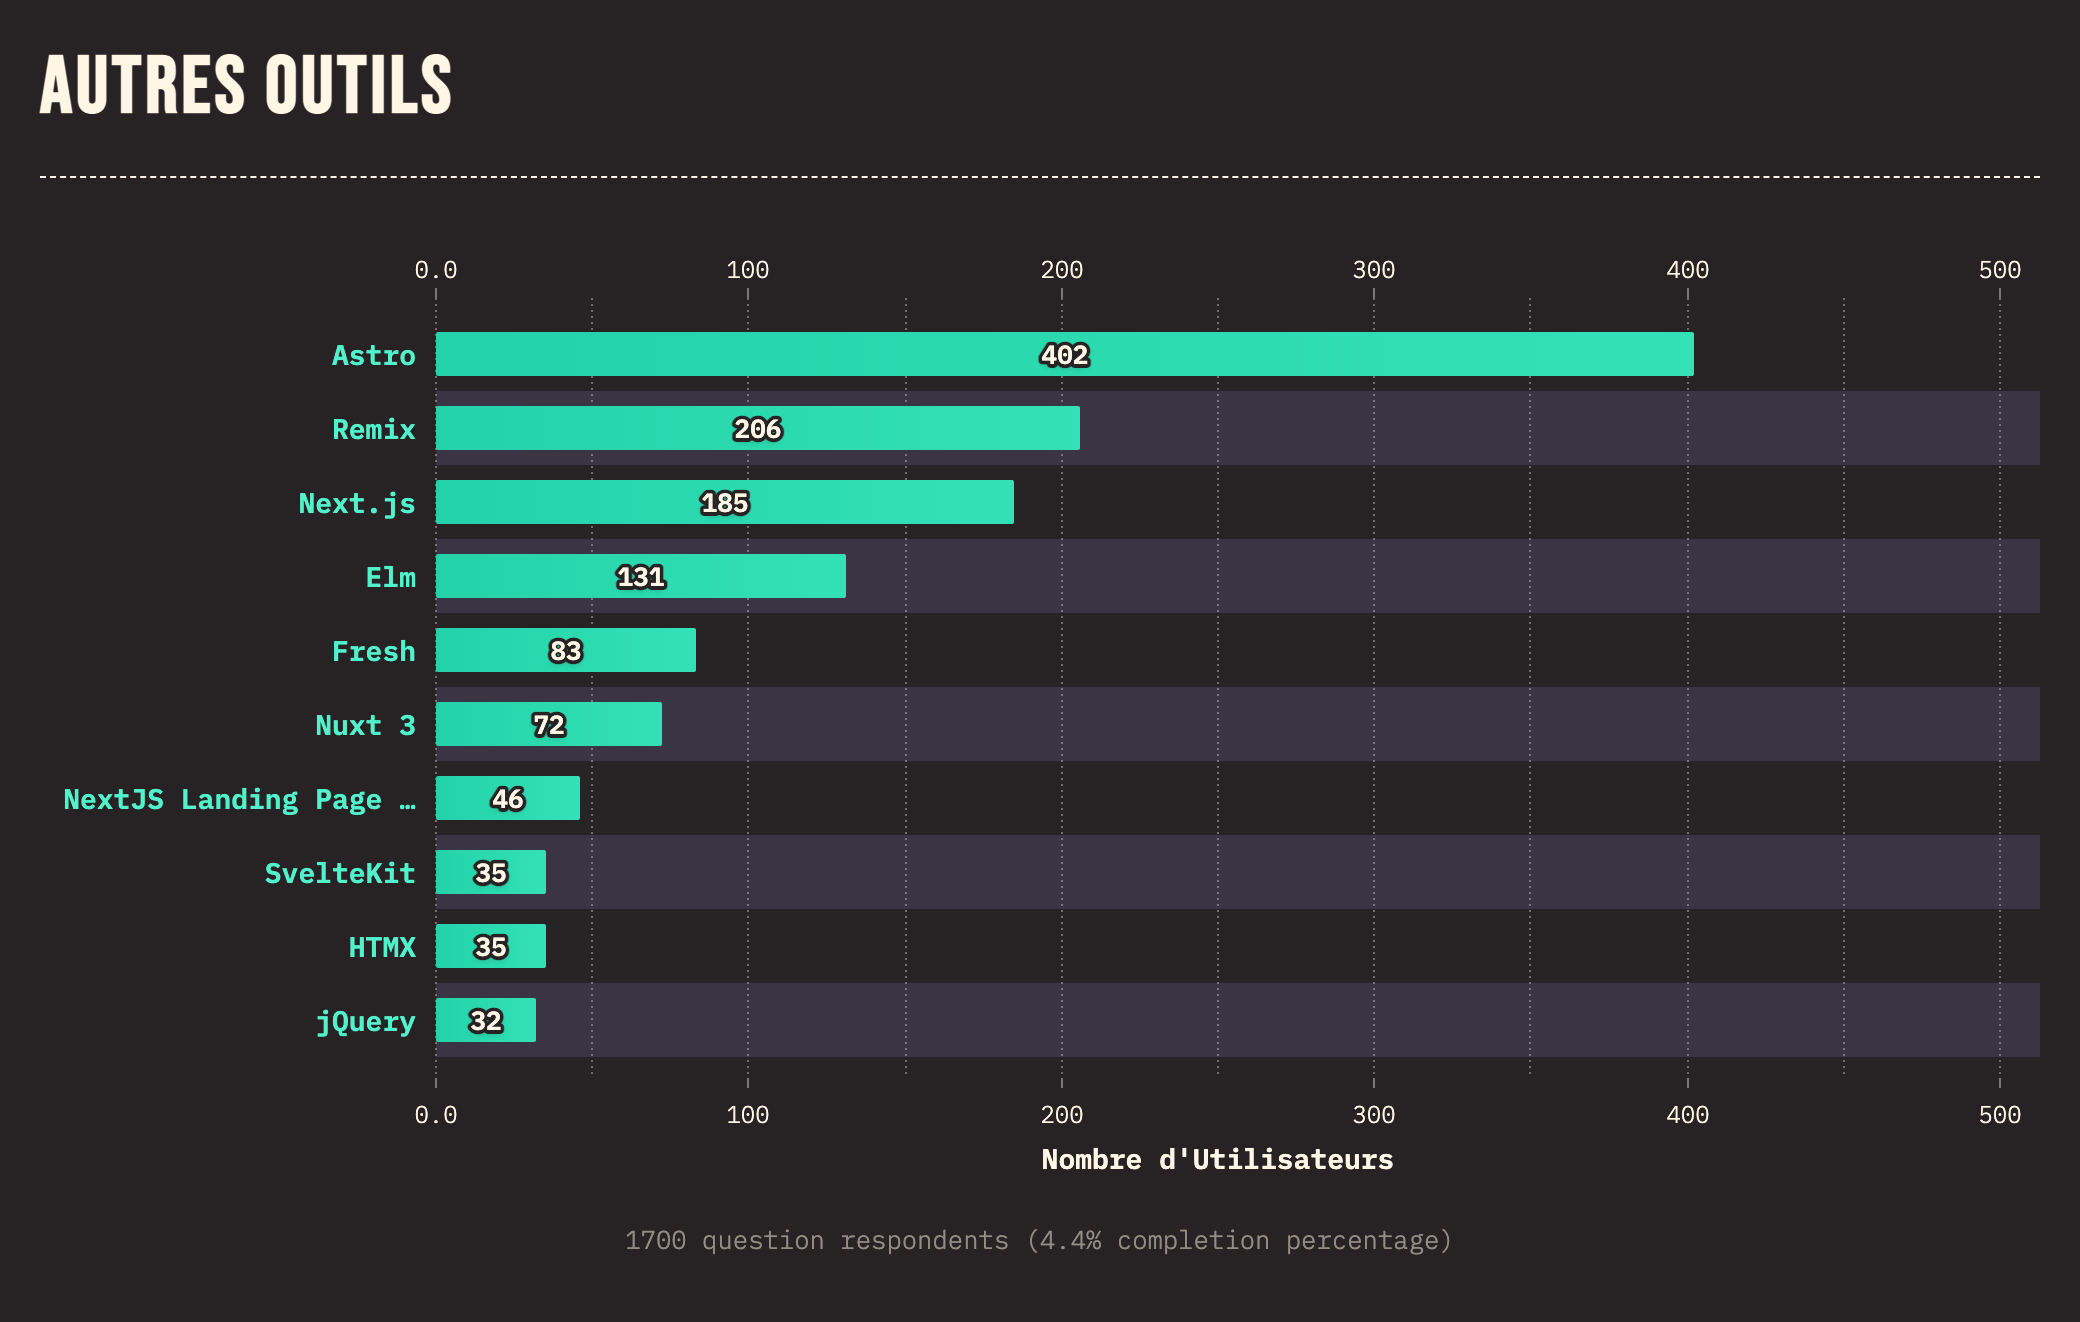 AUTRES OUTILS
0.0 100 200 300 400 500
Astro 402
Remix 206
Next.js 185
Elm 131
Fresh 83
Nuxt 3 72
NextJS Landing Page … 46
SvelteKit 35
HTMX 35
jQuery 32
0.0 100 200 300 400 500
Nombre d'Utilisateurs
1700 question respondents (4.4% completion percentage)